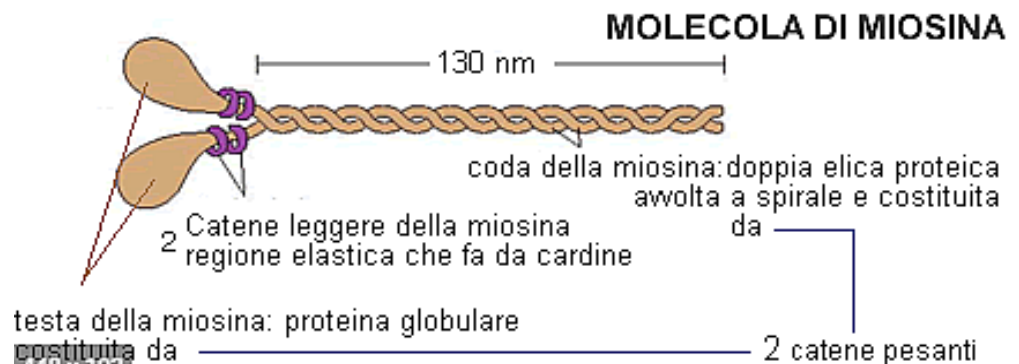 MOLECOLA DI MIOSINA
130 nm
coda della miosina: doppia elica proteica
avvolta a spirale e costituita
da
2 Catene leggere della miosina
regione elastica che fa da cardine
testa della miosina: proteina globulare
costituita da
2 catene pesanti